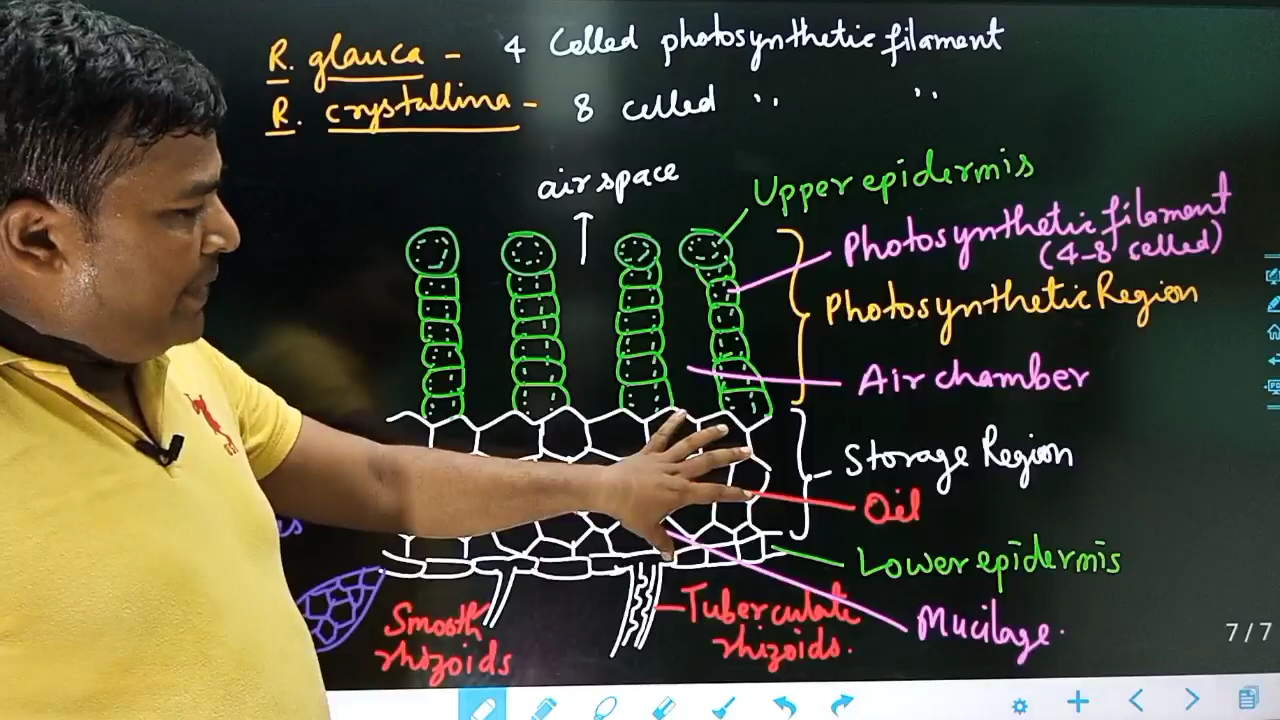 R. glauca - 4 Celled photosynthetic filament
R. crystallina - 8 celled " "
air space
Upper epidermis
Photosynthetic filament
(4-8 celled)
Photosynthetic Region
Air chamber
Storage Region
Oil
Lower epidermis
Smooth rhizoids
Tuberculate rhizoids.
Mucilage.
7/7